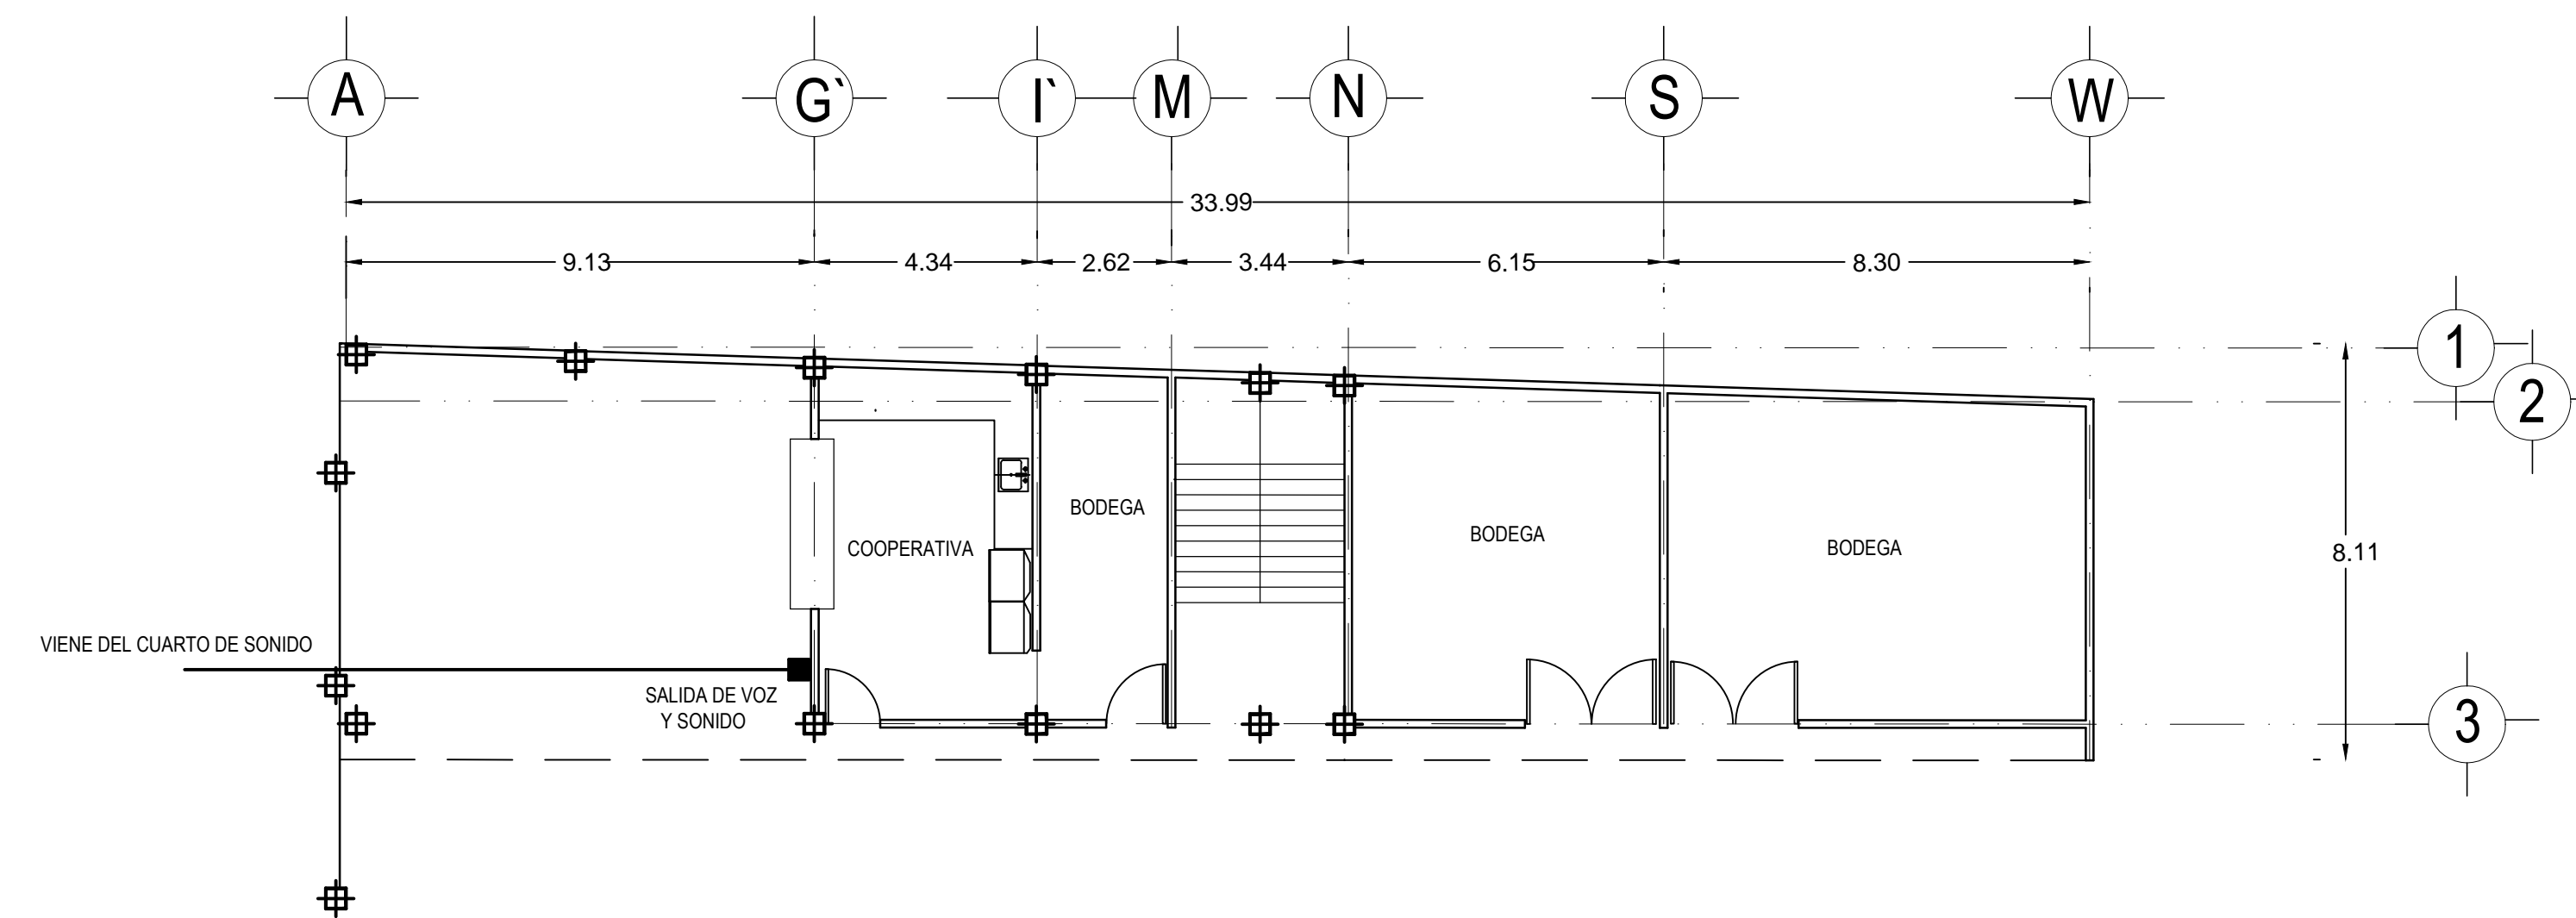 A G` I` M N S W
33.99
9.13 4.34 2.62 3.44 6.15 8.30
1
2
BODEGA
BODEGA
COOPERATIVA
BODEGA
8.11
VIENE DEL CUARTO DE SONIDO
SALIDA DE VOZ
Y SONIDO
3